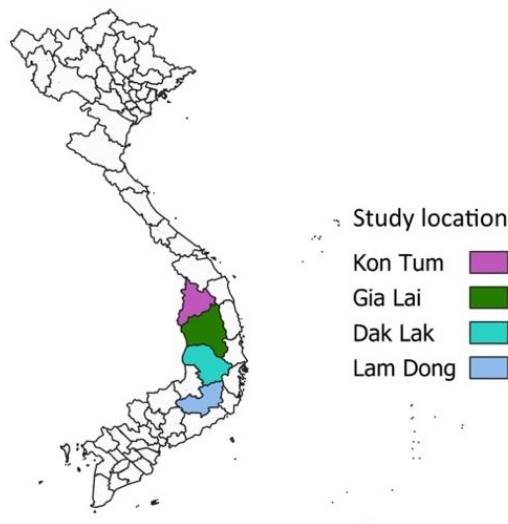 Study location
Kon Tum
Gia Lai
Dak Lak
Lam Dong